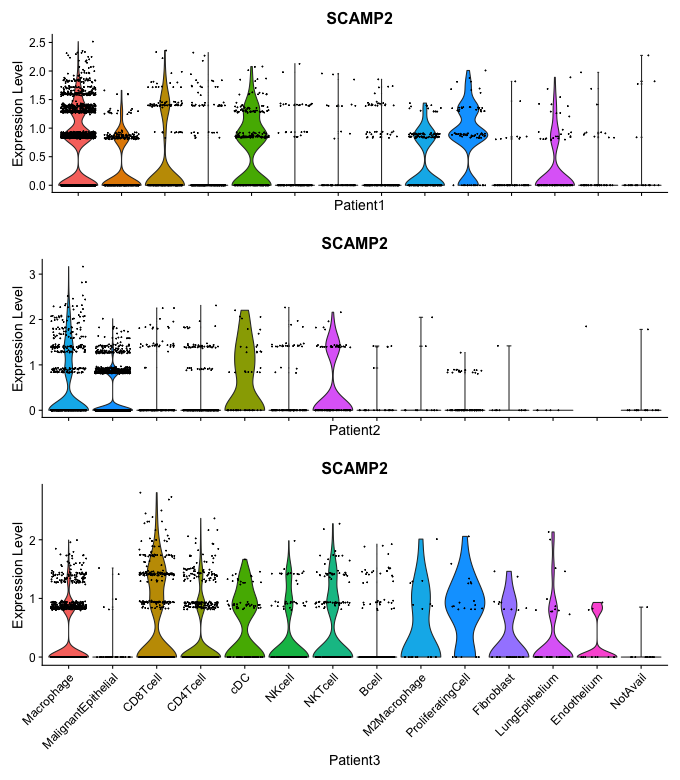 SCAMP2
Expression Level
2.5
2.0
1.5
1.0
0.5
0.0
Patient1
SCAMP2
Expression Level
3
2
1
0
Patient2
SCAMP2
Expression Level
2
1
0
Macrophage
MalignantEpithelial
CD8Tcell
CD4Tcell
cDC
NKcell
NKTcell
Bcell
M2Macrophage
ProliferatingCell
Fibroblast
LungEpithelium
Endothelium
NotAvail
Patient3